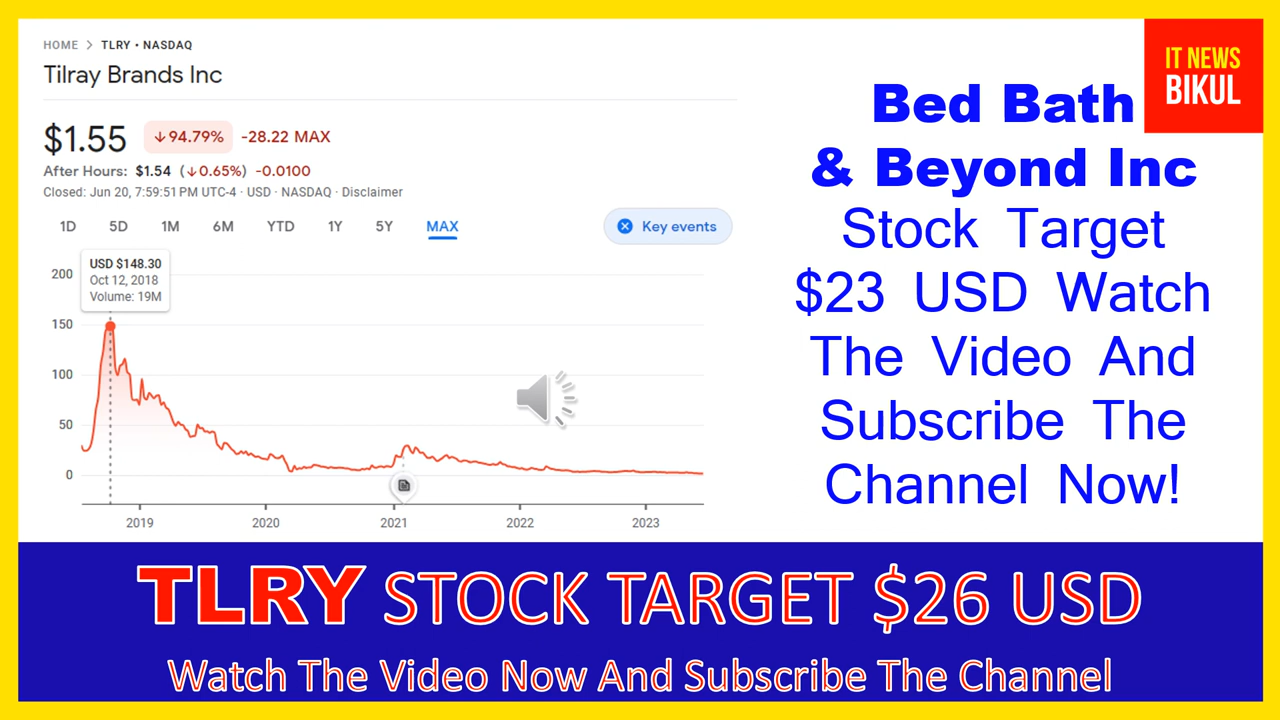 HOME > TLRY • NASDAQ
Tilray Brands Inc
$1.55 ↓94.79% -28.22 MAX
After Hours: $1.54 (↓0.65%) -0.0100
Closed: Jun 20, 7:59:51 PM UTC-4 · USD · NASDAQ · Disclaimer
1D 5D 1M 6M YTD 1Y 5Y MAX
Key events
USD $148.30
Oct 12, 2018
Volume: 19M
200
150
100
50
0
2019 2020 2021 2022 2023
IT NEWS
BIKUL
Bed Bath
& Beyond Inc
Stock Target
$23 USD Watch
The Video And
Subscribe The
Channel Now!
TLRY STOCK TARGET $26 USD
Watch The Video Now And Subscribe The Channel